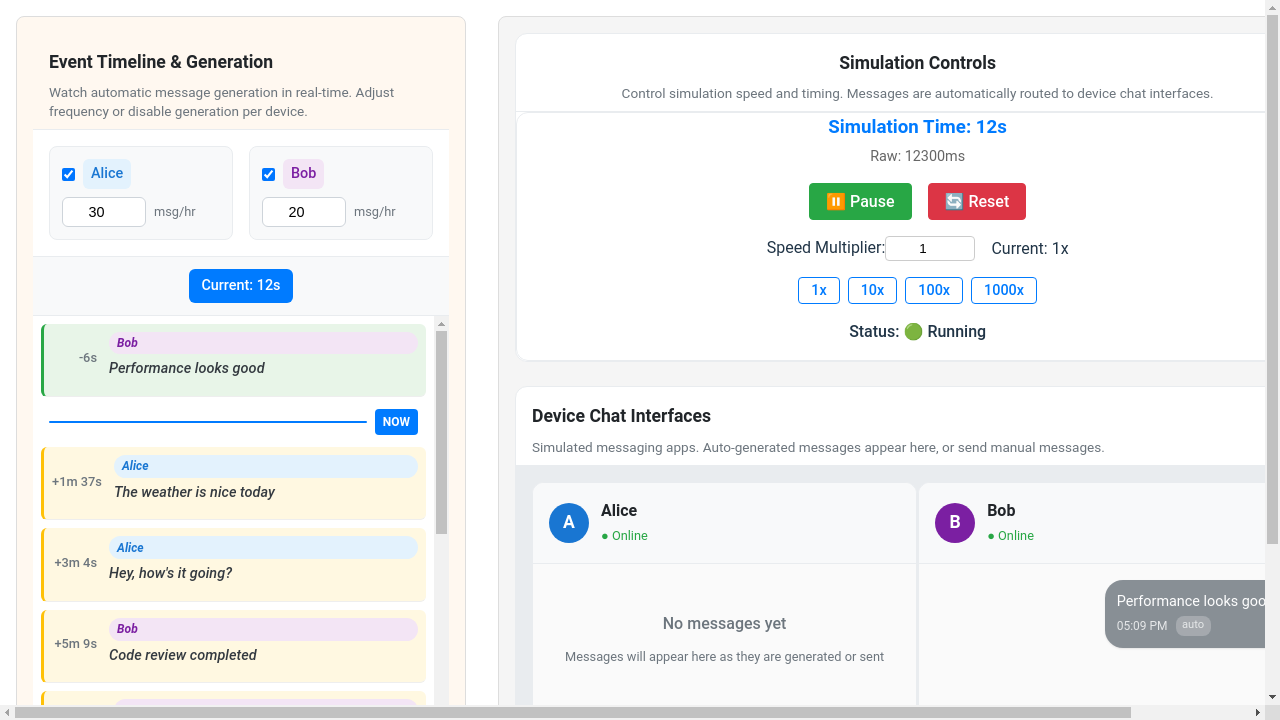 Event Timeline & Generation
Watch automatic message generation in real-time. Adjust
frequency or disable generation per device.
Alice
30 msg/hr
Bob
20 msg/hr
Current: 12s
-6s
Bob
Performance looks good
NOW
+1m 37s
Alice
The weather is nice today
+3m 4s
Alice
Hey, how's it going?
+5m 9s
Bob
Code review completed
Simulation Controls
Control simulation speed and timing. Messages are automatically routed to device chat interfaces.
Simulation Time: 12s
Raw: 12300ms
⏸️ Pause
🔄 Reset
Speed Multiplier: 1 Current: 1x
1x 10x 100x 1000x
Status: 🟢 Running
Device Chat Interfaces
Simulated messaging apps. Auto-generated messages appear here, or send manual messages.
A
Alice
● Online
No messages yet
Messages will appear here as they are generated or sent
B
Bob
● Online
Performance looks goo
05:09 PM auto